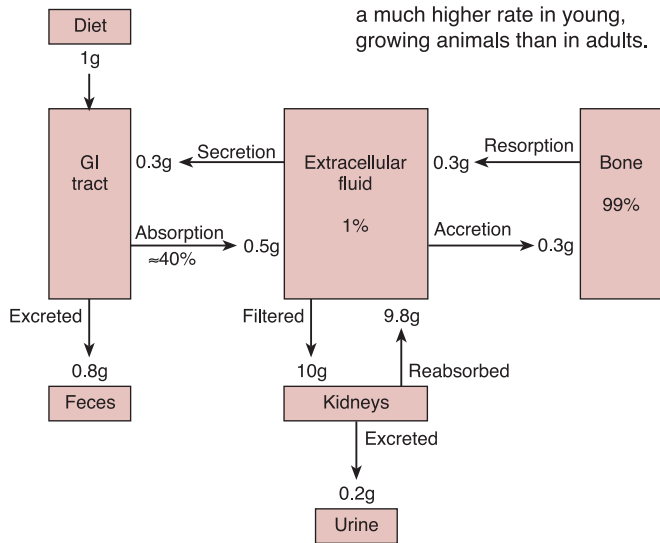 a much higher rate in young,
growing animals than in adults.
Diet
1g
GI
tract
0.3g
Secretion
Extracellular
fluid
1%
0.3g
Resorption
Bone
99%
Absorption
≈40%
0.5g
Accretion
0.3g
Excreted
0.8g
Feces
Filtered
10g
9.8g
Reabsorbed
Kidneys
Excreted
0.2g
Urine